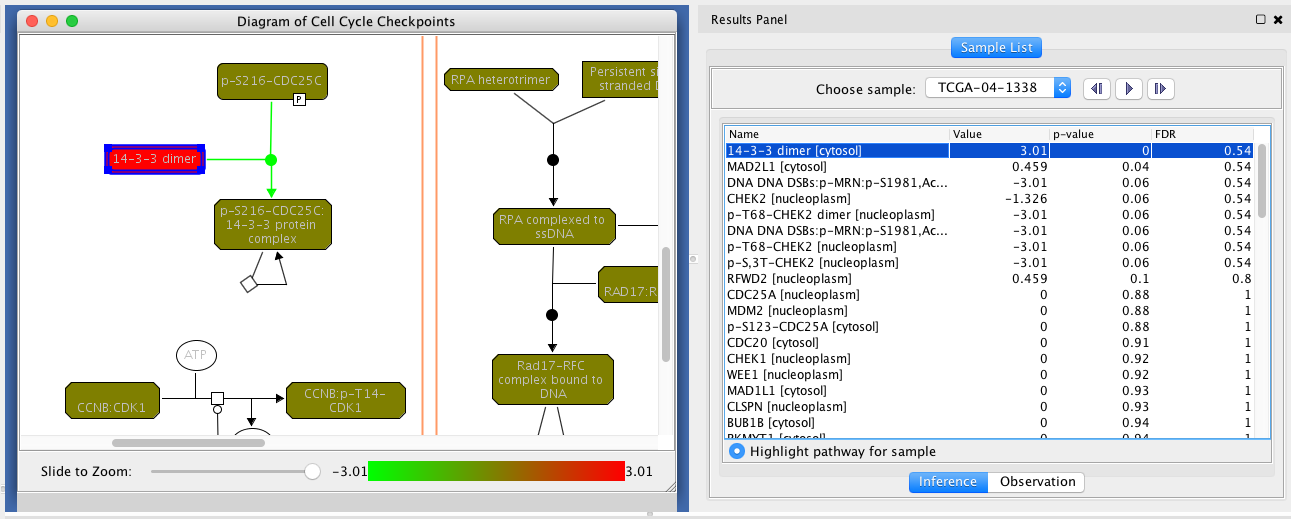 Diagram of Cell Cycle Checkpoints
p-S216-CDC25C
P
14-3-3 dimer
p-S216-CDC25C:
14-3-3 protein
complex
ATP
CCNB:CDK1
CCNB:p-T14-
CDK1
RPA heterotrimer
Persistent
stranded
RPA complexed to
ssDNA
Rad17-RFC
complex bound to
DNA
Slide to Zoom:
-3.01
3.01
Results Panel
Sample List
Choose sample: TCGA-04-1338
Name Value p-value FDR
14-3-3 dimer [cytosol] 3.01 0 0.54
MAD2L1 [cytosol] 0.459 0.04 0.54
DNA DNA DSBs:p-MRN:p-S1981,Ac... -3.01 0.06 0.54
CHEK2 [nucleoplasm] -1.326 0.06 0.54
p-T68-CHEK2 dimer [nucleoplasm] -3.01 0.06 0.54
DNA DNA DSBs:p-MRN:p-S1981,Ac... -3.01 0.06 0.54
p-T68-CHEK2 [nucleoplasm] -3.01 0.06 0.54
p-S,3T-CHEK2 [nucleoplasm] -3.01 0.06 0.54
RFWD2 [nucleoplasm] 0.459 0.1 0.8
CDC25A [nucleoplasm] 0 0.88 1
MDM2 [nucleoplasm] 0 0.88 1
p-S123-CDC25A [cytosol] 0 0.88 1
CDC20 [cytosol] 0 0.91 1
CHEK1 [nucleoplasm] 0 0.92 1
WEE1 [nucleoplasm] 0 0.92 1
MAD1L1 [cytosol] 0 0.93 1
CLSPN [nucleoplasm] 0 0.93 1
BUB1B [cytosol] 0 0.94 1
PKMYT1 [cytosol] 0 0.94 1
Highlight pathway for sample
Inference Observation